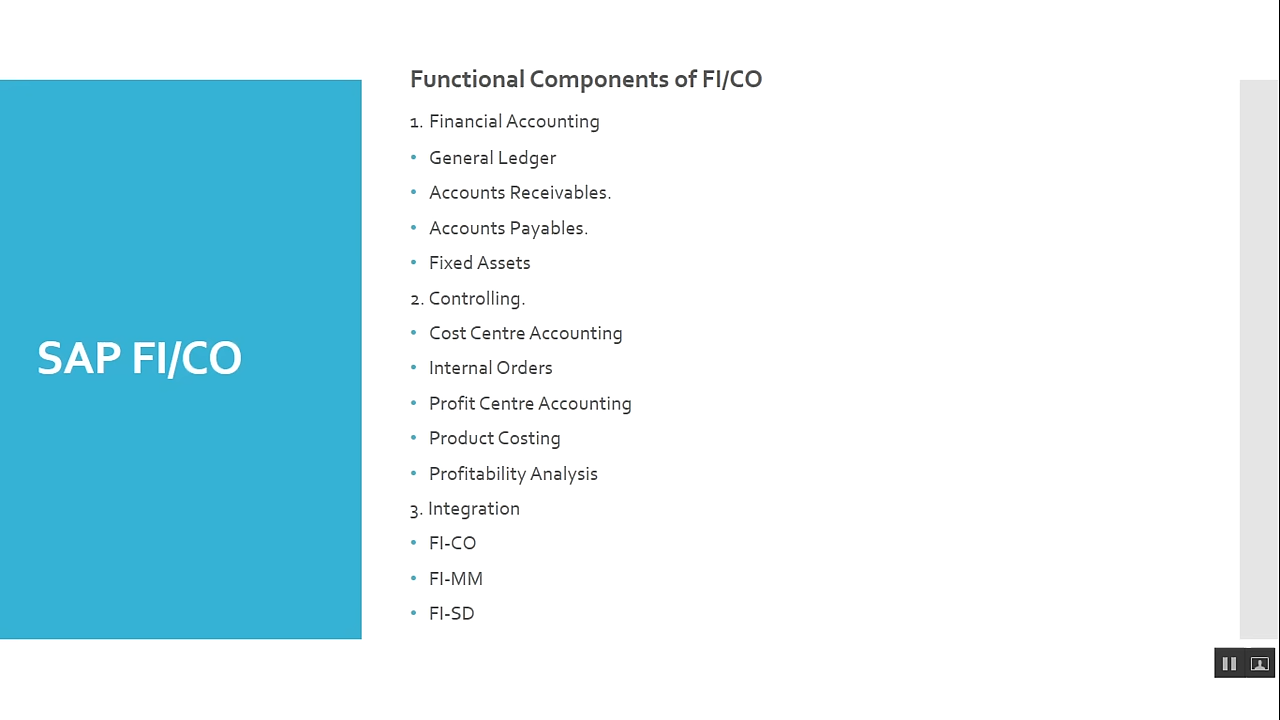 SAP FI/CO
Functional Components of FI/CO
1. Financial Accounting
• General Ledger
• Accounts Receivables.
• Accounts Payables.
• Fixed Assets
2. Controlling.
• Cost Centre Accounting
• Internal Orders
• Profit Centre Accounting
• Product Costing
• Profitability Analysis
3. Integration
• FI-CO
• FI-MM
• FI-SD